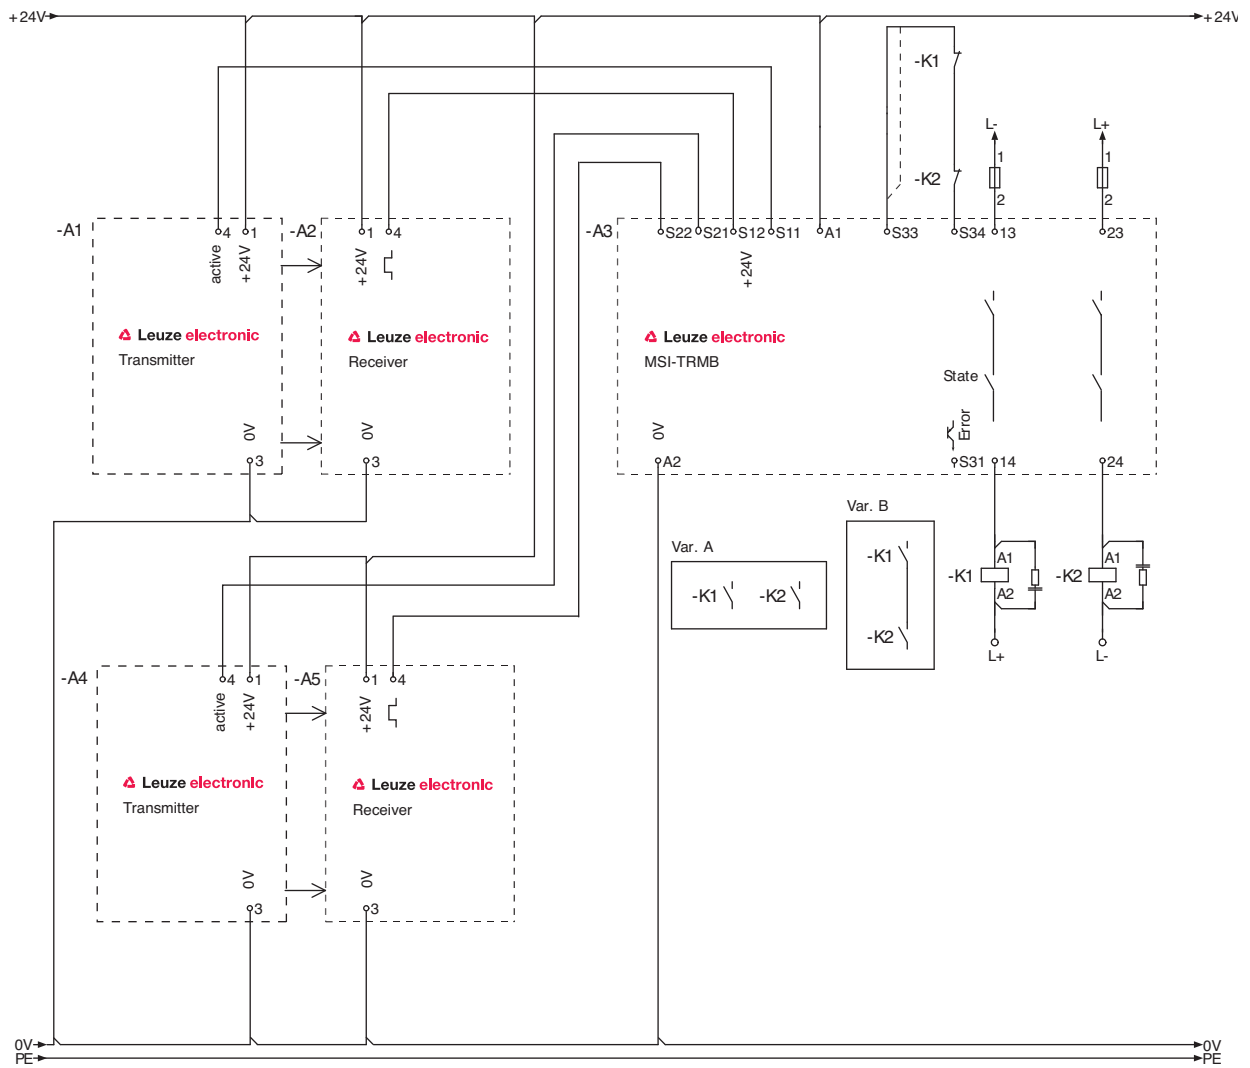 +24V +24V
-K1
L- L+
1 1
-K2
2 2
-A1 4 1 -A2 1 4 -A3 S22 S21 S12 S11 A1 S33 S34 13 23
active +24V +24V +24V
Leuze electronic Leuze electronic Leuze electronic
Transmitter Receiver MSI-TRMB
State
0V 0V 0V Error
3 3 A2 S31 14 24
Var. B
Var. A
-K1 A1 A1
-K1 -K2 -K1 -K2
A2 A2
-K2
L+ L-
-A4 4 1 -A5 1 4
active +24V +24V
Leuze electronic Leuze electronic
Transmitter Receiver
0V 0V
3 3
0V 0V
PE PE